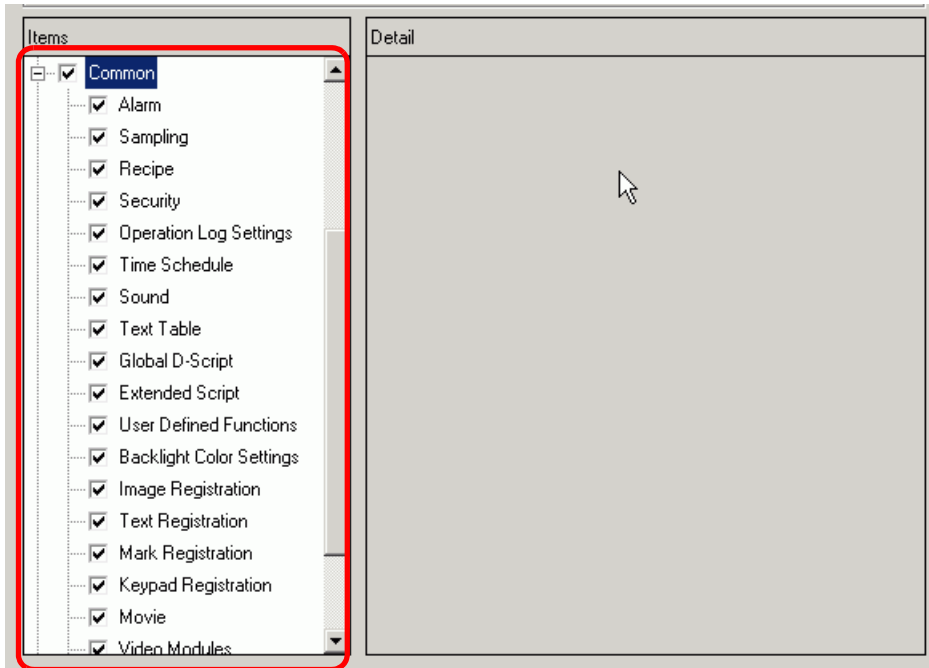 Items
Detail
Common
Alarm
Sampling
Recipe
Security
Operation Log Settings
Time Schedule
Sound
Text Table
Global D-Script
Extended Script
User Defined Functions
Backlight Color Settings
Image Registration
Text Registration
Mark Registration
Keypad Registration
Movie
Video Modules